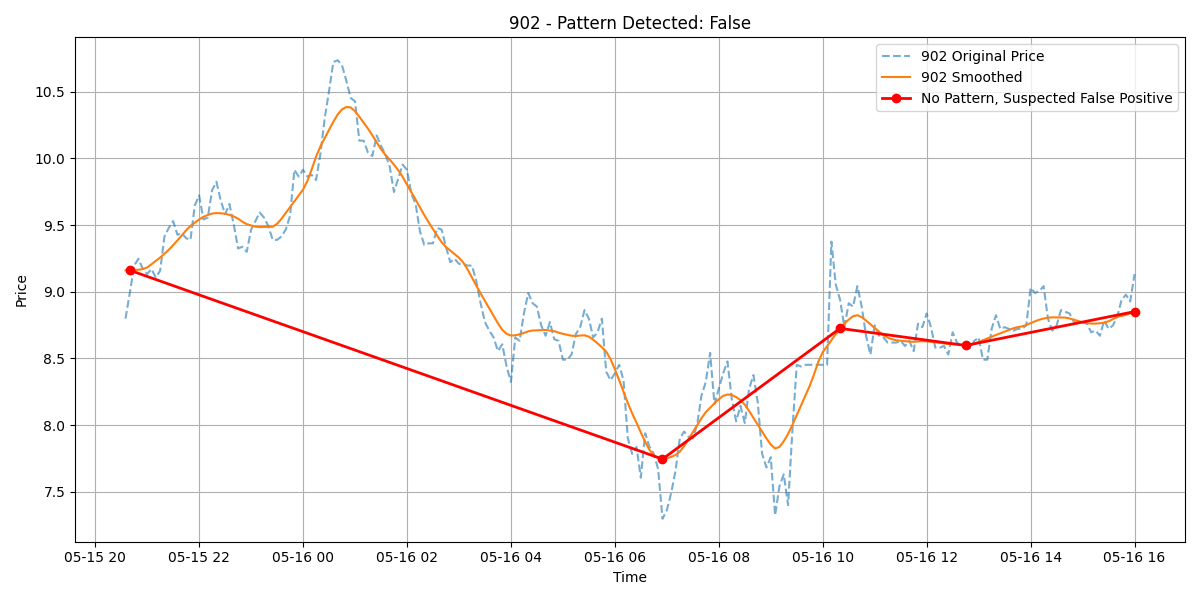 902 - Pattern Detected: False
902 Original Price
902 Smoothed
No Pattern, Suspected False Positive
Price
10.5
10.0
9.5
9.0
8.5
8.0
7.5
05-15 20 05-15 22 05-16 00 05-16 02 05-16 04 05-16 06 05-16 08 05-16 10 05-16 12 05-16 14 05-16 16
Time